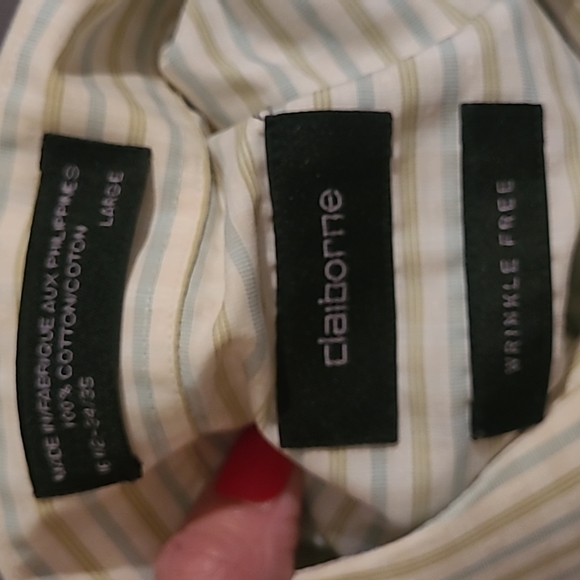 MADE IN/FABRIQUE AUX PHILIPPINES
100% COTTON/COTON
16 1/2-34/35 LARGE
claiborne
WRINKLE FREE